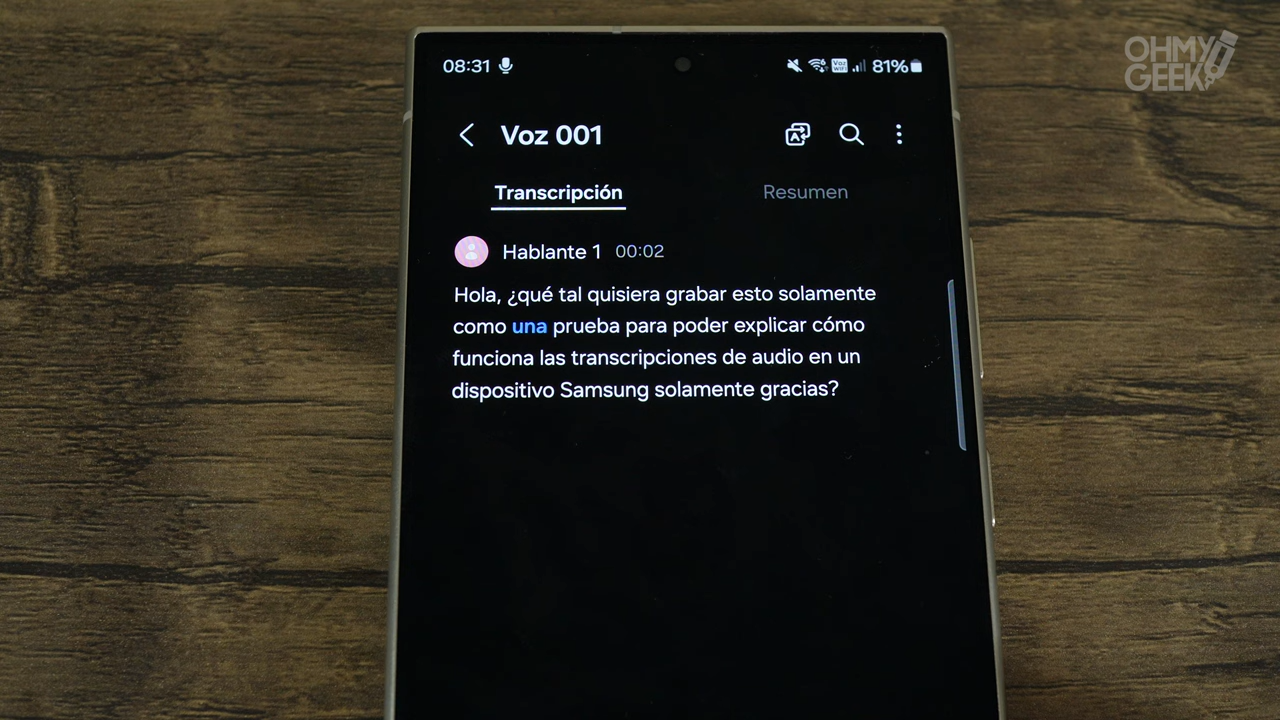 OHMY
GEEK
08:31 81%
Voz WiFi
Voz 001
Transcripción Resumen
Hablante 1 00:02
Hola, ¿qué tal quisiera grabar esto solamente
como una prueba para poder explicar cómo
funciona las transcripciones de audio en un
dispositivo Samsung solamente gracias?